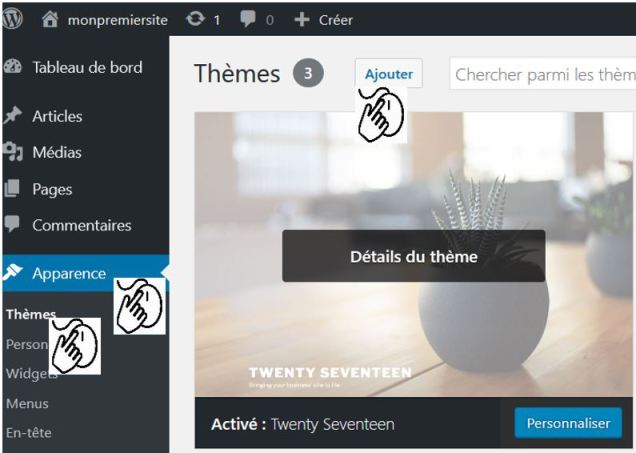 monpremiersite 1 0 + Créer
Tableau de bord
Thèmes 3 Ajouter Chercher parmi les thèm
Articles
Médias
Pages
Commentaires
Apparence
Détails du thème
Thèmes
Person
Widgets
TWENTY SEVENTEEN
Bringing your business' site to life
Menus
Activé : Twenty Seventeen Personnaliser
En-tête